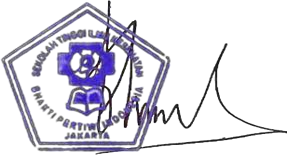 SEKOLAH TINGGI ILMU KESEHATAN
BHAKTI PERTIWI INDONESIA
JAKARTA